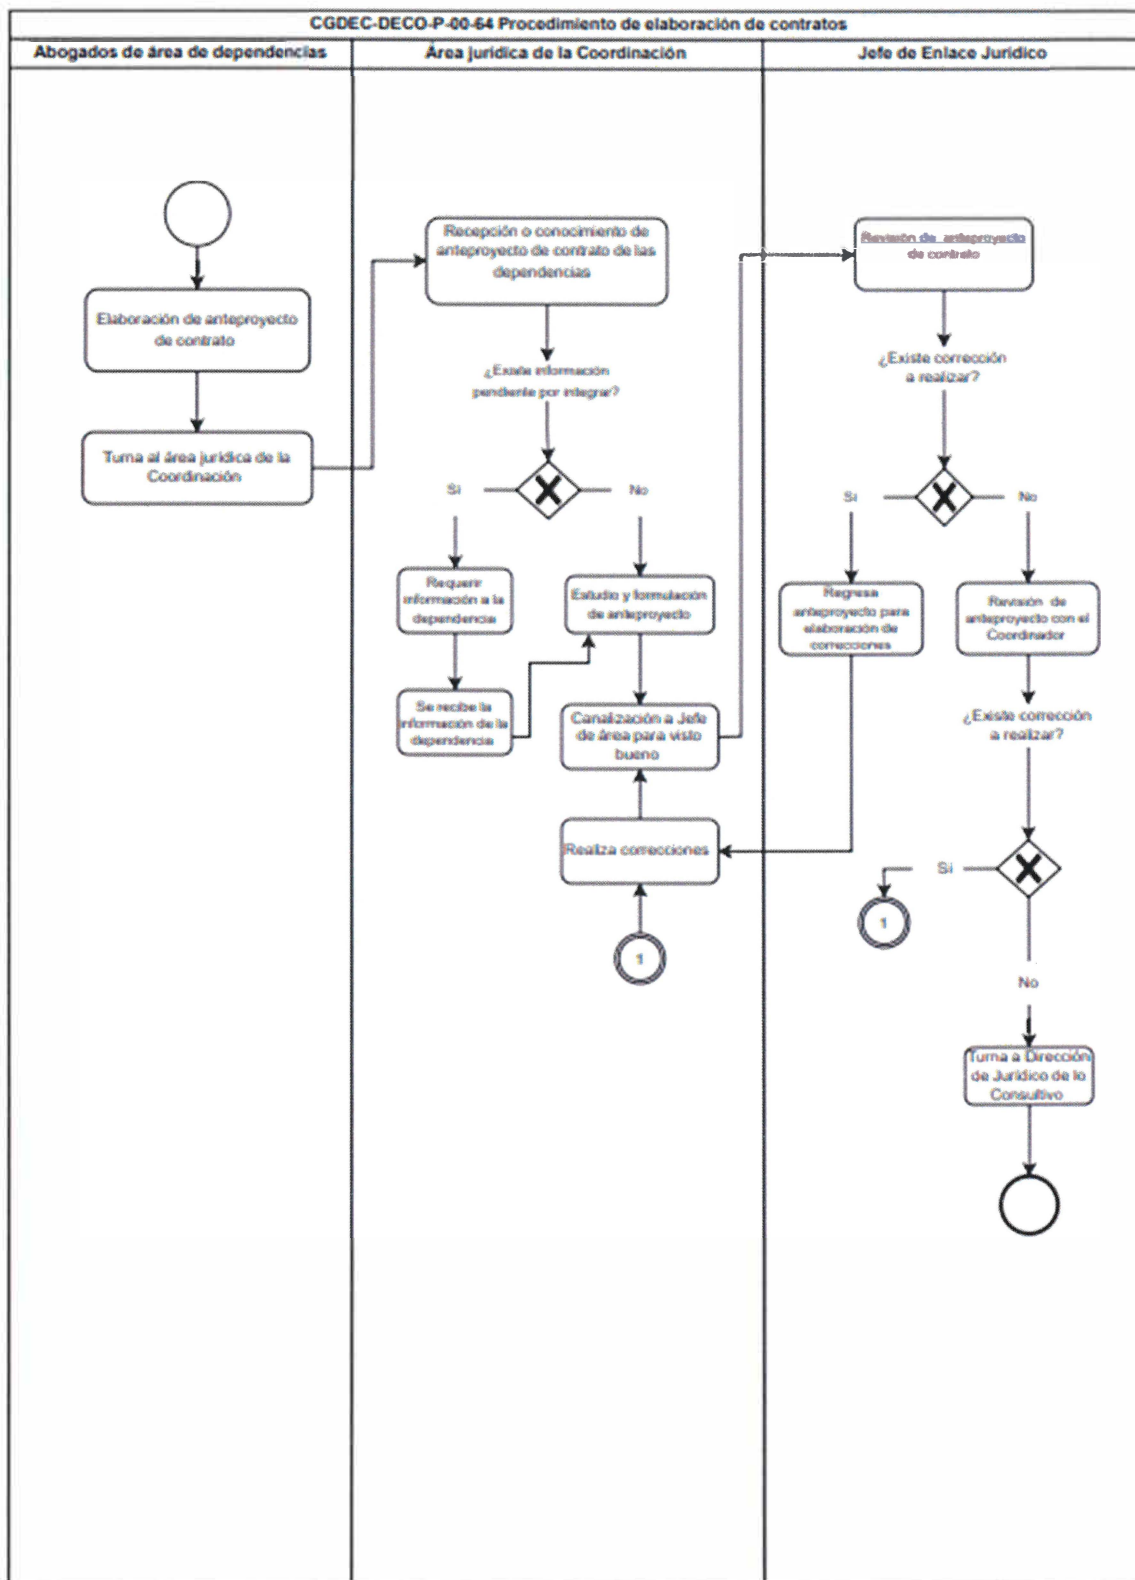 CGDEC-DECO-P-00-64 Procedimiento de elaboración de contratos
Abogados de área de dependencias
Área jurídica de la Coordinación
Jefe de Enlace Jurídico
Elaboración de anteproyecto
de contrato
Turna al área jurídica de la
Coordinación
Recepción o conocimiento de
anteproyecto de contrato de las
dependencias
¿Existe información
pendiente por integrar?
Si
No
Requerir
información a la
dependencia
Se recibe la
información de la
dependencia
Estudio y formulación
de anteproyecto
Canalización a Jefe
de área para visto
bueno
Realiza correcciones
1
Revisión de anteproyecto
de contrato
¿Existe corrección
a realizar?
Si
No
Regresa
anteproyecto para
elaboración de
correcciones
Revisión de
anteproyecto con el
Coordinador
¿Existe corrección
a realizar?
Si
1
No
Turna a Dirección
de Jurídico de lo
Consultivo